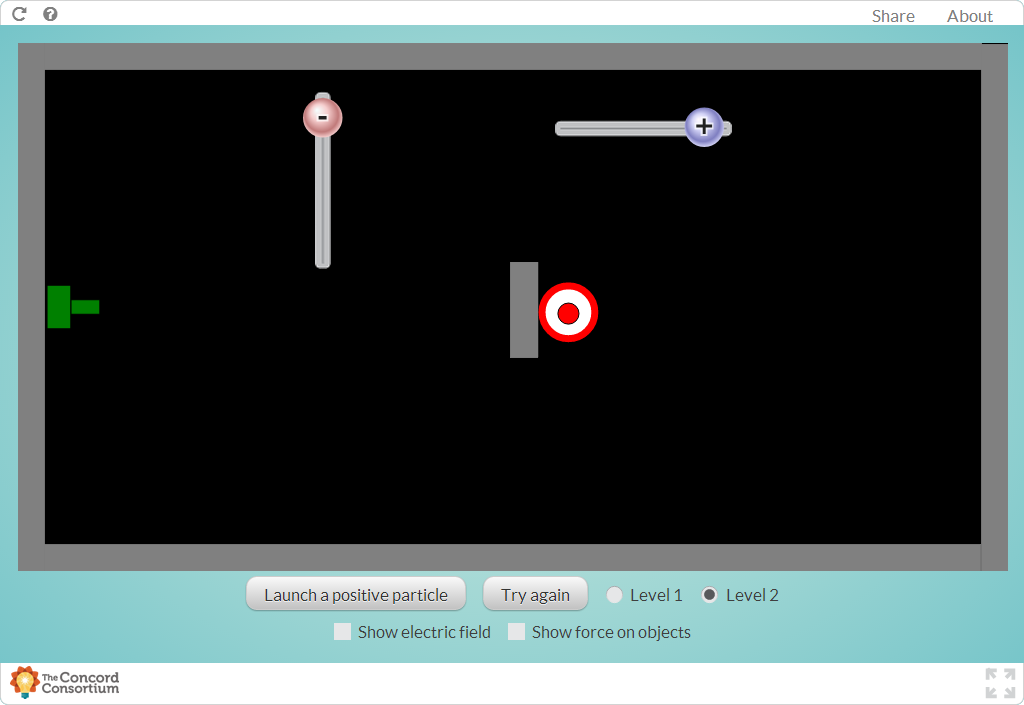 Share About
-
+
Launch a positive particle Try again Level 1 Level 2
Show electric field Show force on objects
The Concord
Consortium